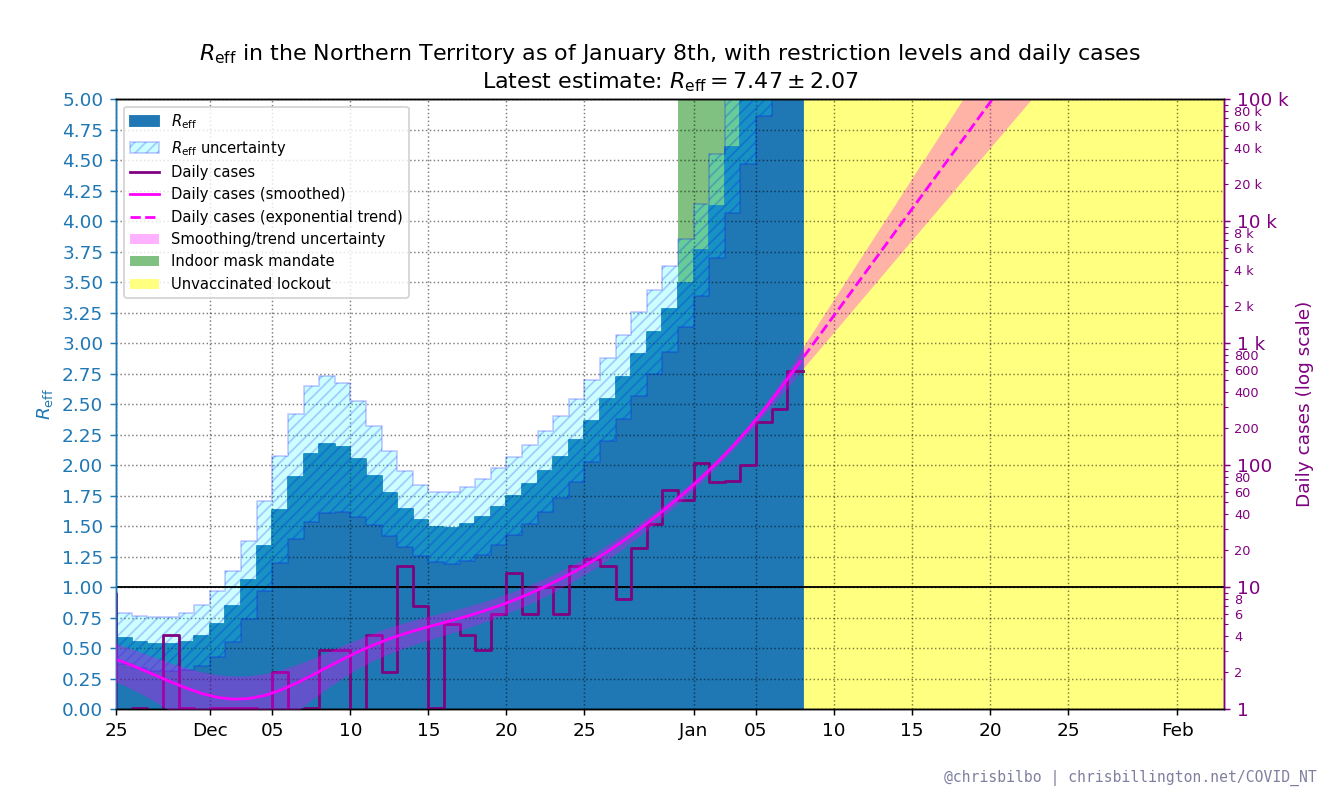 R_eff in the Northern Territory as of January 8th, with restriction levels and daily cases
Latest estimate: R_eff = 7.47 ± 2.07
R_eff
R_eff uncertainty
Daily cases
Daily cases (smoothed)
Daily cases (exponential trend)
Smoothing/trend uncertainty
Indoor mask mandate
Unvaccinated lockout
5.00
4.75
4.50
4.25
4.00
3.75
3.50
3.25
3.00
2.75
2.50
2.25
2.00
1.75
1.50
1.25
1.00
0.75
0.50
0.25
0.00
R_eff
100 k
80 k
60 k
40 k
20 k
10 k
8 k
6 k
4 k
2 k
1 k
800
600
400
200
100
80
60
40
20
10
8
6
4
2
1
Daily cases (log scale)
25 Dec 05 10 15 20 25 Jan 05 10 15 20 25 Feb
@chrisbilbo | chrisbillington.net/COVID_NT